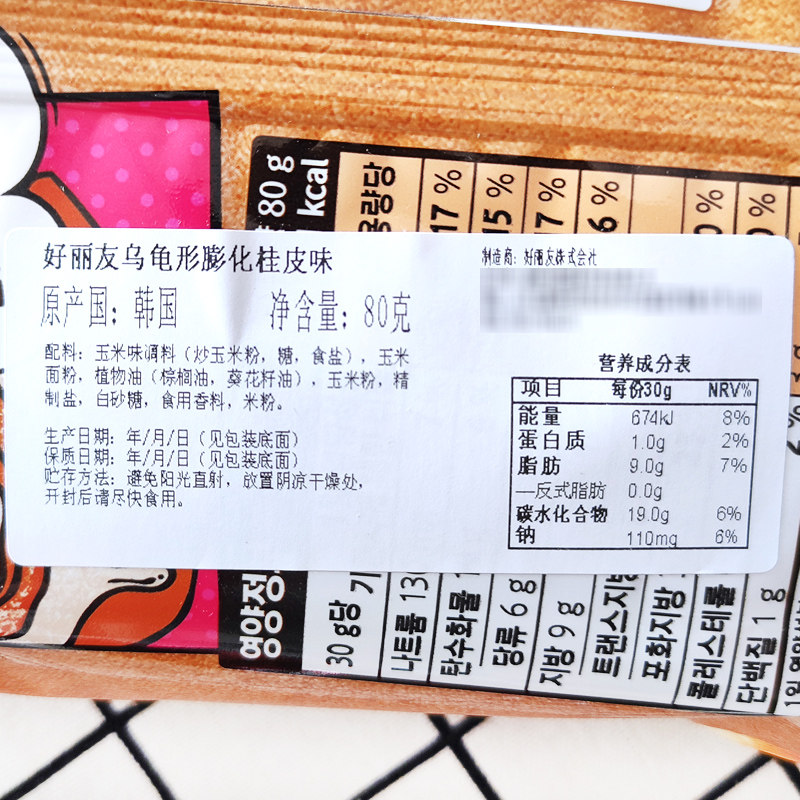 80 g
kcal
용량당
17 %
15 %
7 %
6 %
0 %
0 %
好丽友乌龟形膨化桂皮味
原产国：韩国 净含量：80克
配料：玉米味调料（炒玉米粉，糖，食盐），玉米
面粉，植物油（棕榈油，葵花籽油），玉米粉，精
制盐，白砂糖，食用香料，米粉。
生产日期：年/月/日（见包装底面）
保质日期：年/月/日（见包装底面）
贮存方法：避免阳光直射，放置阴凉干燥处，
开封后请尽快食用。
制造商：好丽友株式会社
营养成分表
项目 每份30g NRV%
能量 674kJ 8%
蛋白质 1.0g 2%
脂肪 9.0g 7%
—反式脂肪 0.0g
碳水化合物 19.0g 6%
钠 110mg 6%
영양정
30 g당
나트륨 13
탄수화물
당류 6 g
지방 9 g
트랜스지방
포화지방
콜레스테롤
단백질 1 g